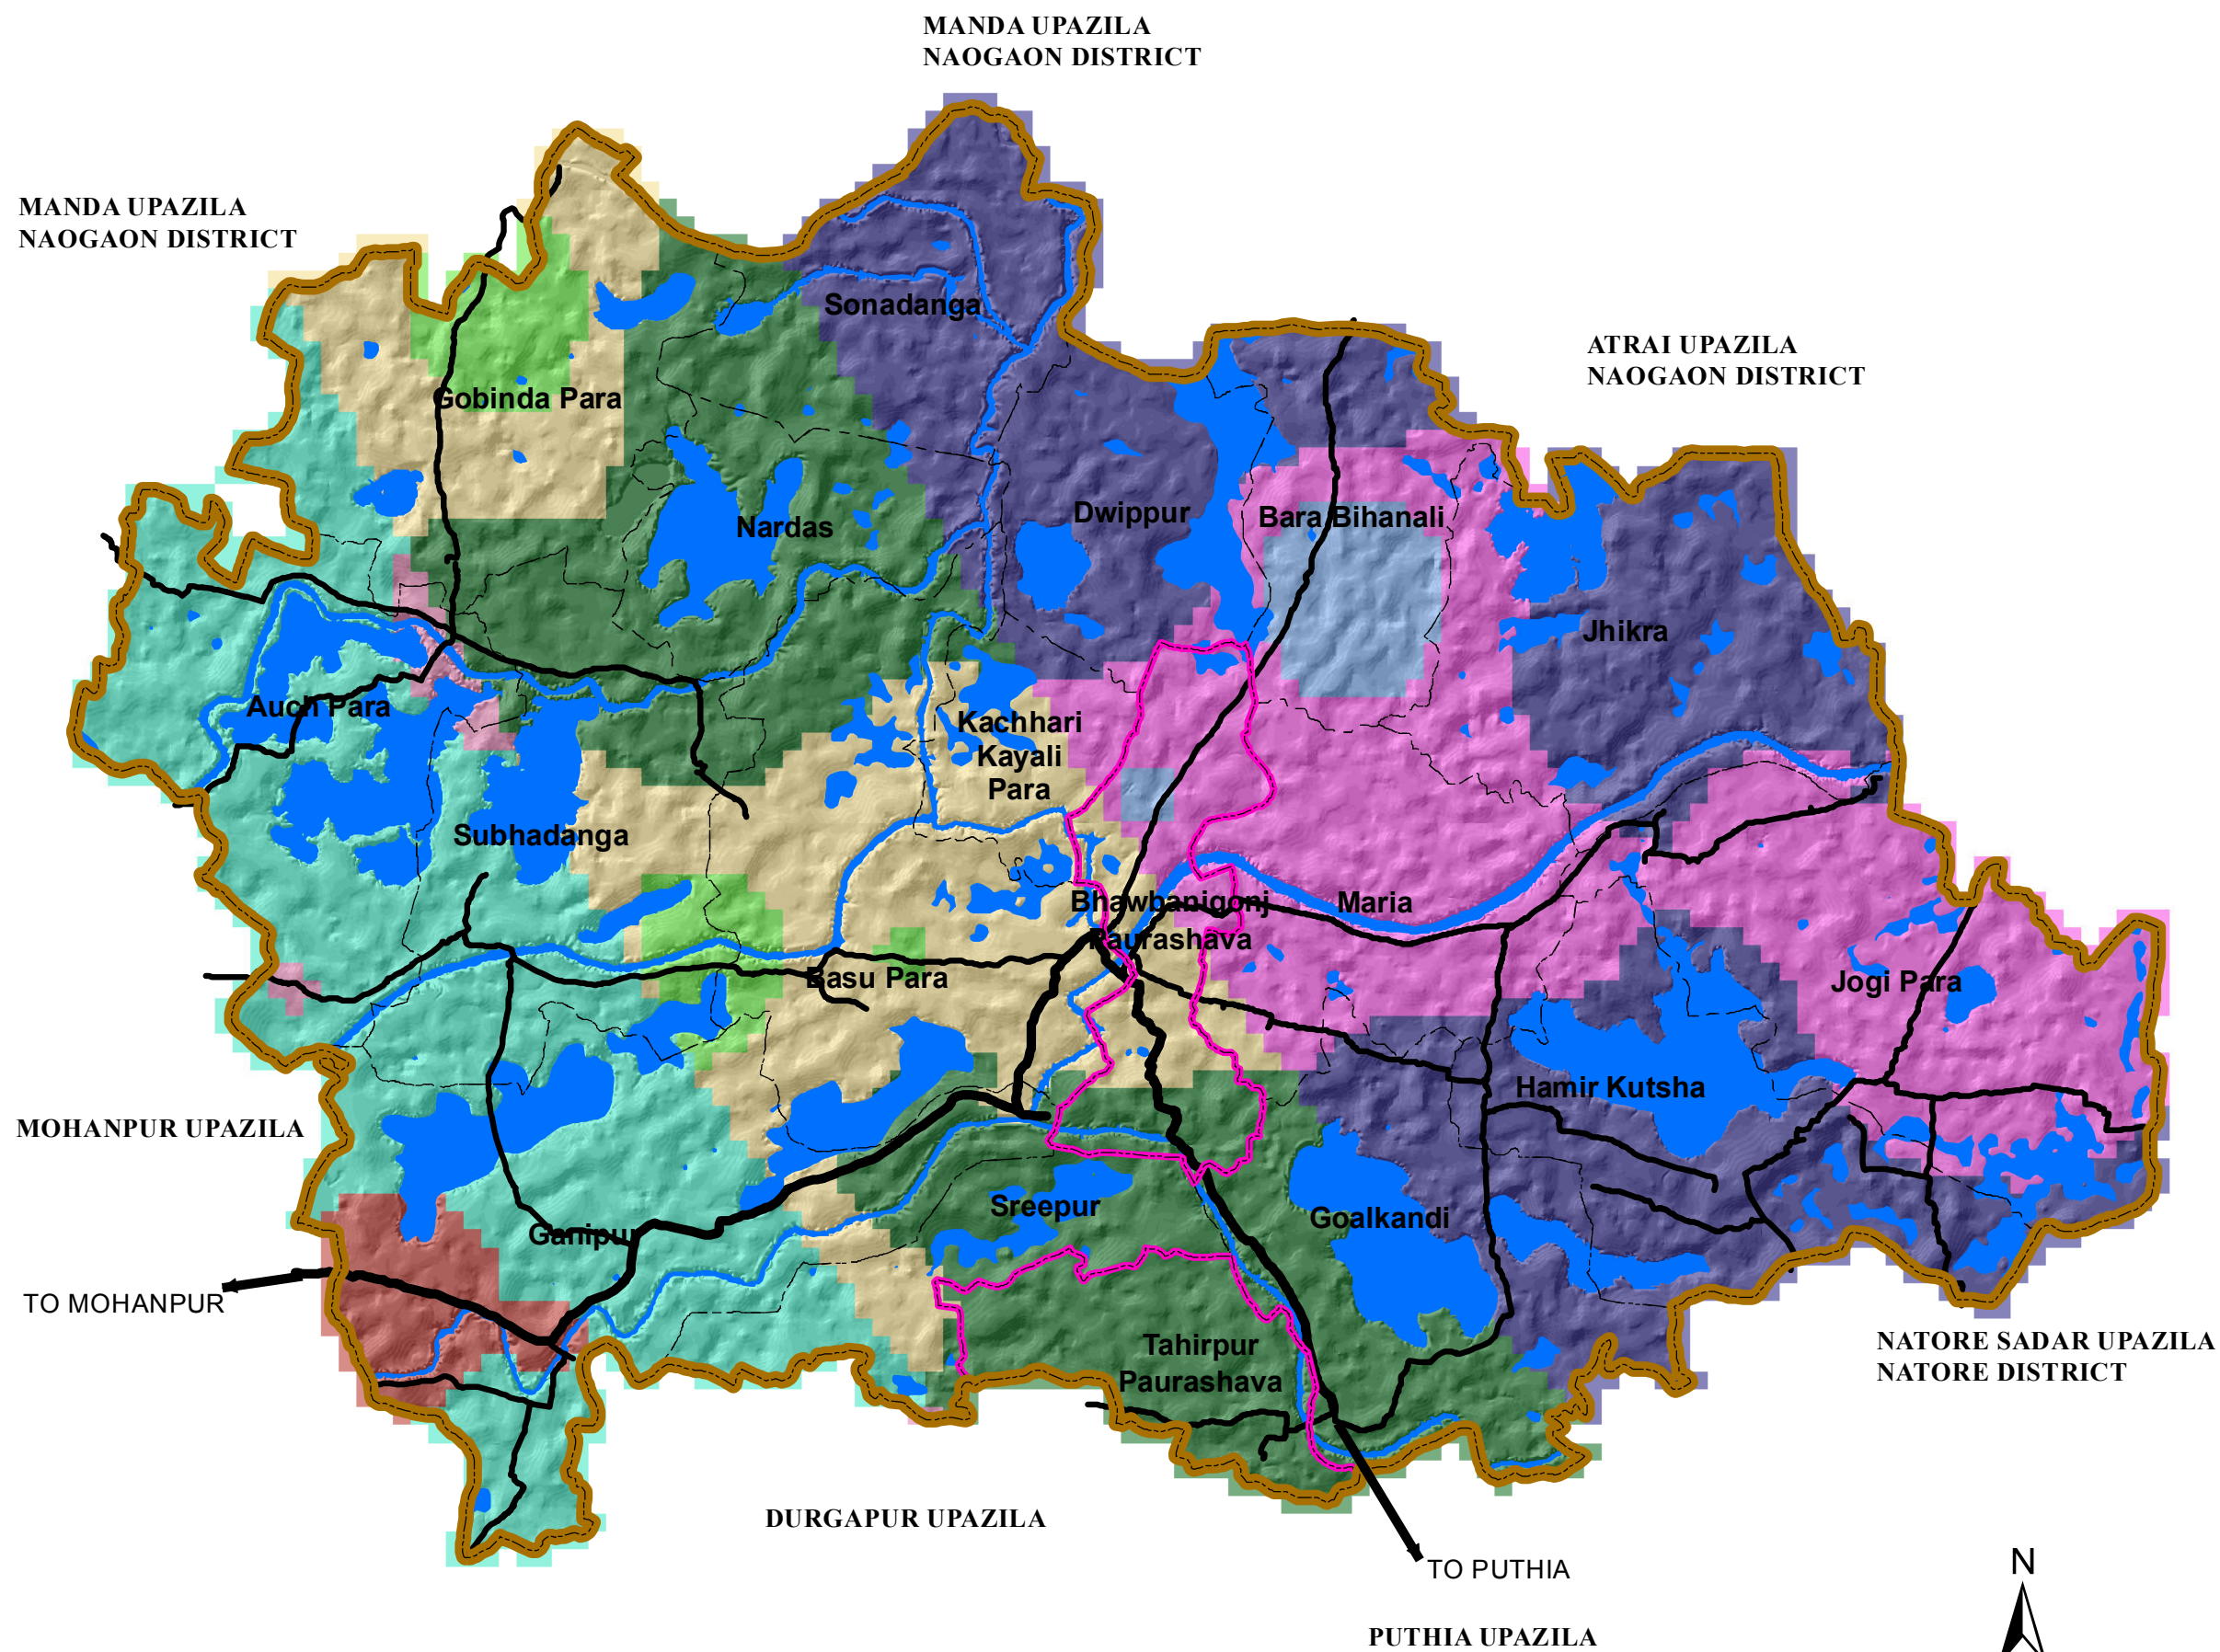 MANDA UPAZILA
NAOGAON DISTRICT
MANDA UPAZILA
NAOGAON DISTRICT
Sonadanga
ATRAI UPAZILA
NAOGAON DISTRICT
Gobinda Para
Nardas
Dwippur
Bara Bihanali
Jhikra
Auch Para
Kachhari
Kayali
Para
Subhadanga
Bhawbanigonj
Paurashava
Maria
Basu Para
Jogi Para
Hamir Kutsha
MOHANPUR UPAZILA
Sreepur
Goalkandi
Ganipur
TO MOHANPUR
Tahirpur
Paurashava
NATORE SADAR UPAZILA
NATORE DISTRICT
DURGAPUR UPAZILA
TO PUTHIA
N
PUTHIA UPAZILA